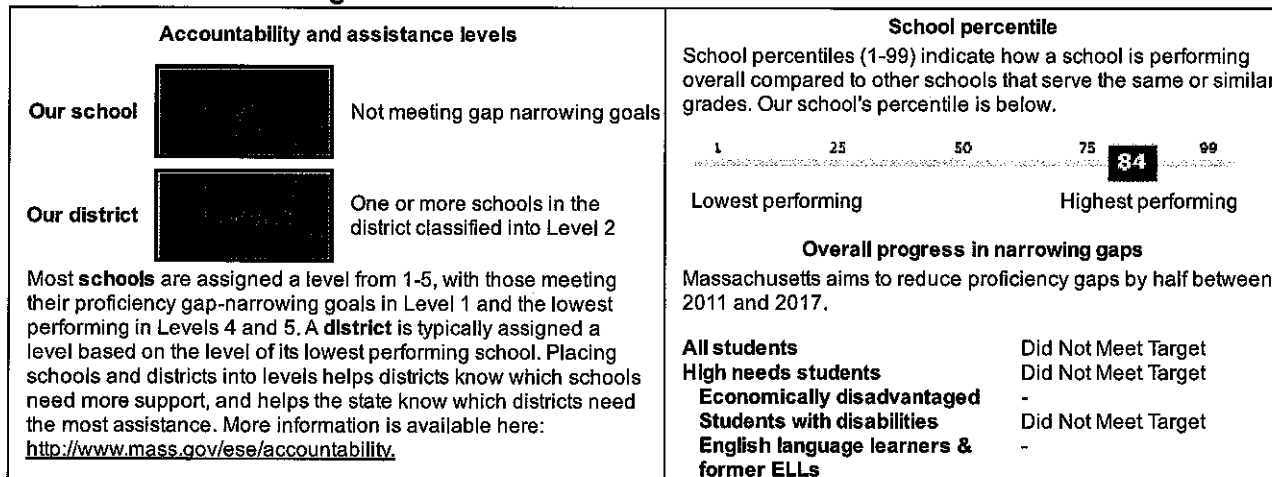 Accountability and assistance levels
Our school
Not meeting gap narrowing goals
Our district
One or more schools in the
district classified into Level 2
Most schools are assigned a level from 1-5, with those meeting
their proficiency gap-narrowing goals in Level 1 and the lowest
performing in Levels 4 and 5. A district is typically assigned a
level based on the level of its lowest performing school. Placing
schools and districts into levels helps districts know which schools
need more support, and helps the state know which districts need
the most assistance. More information is available here:
http://www.mass.gov/ese/accountability.
School percentile
School percentiles (1-99) indicate how a school is performing
overall compared to other schools that serve the same or similar
grades. Our school's percentile is below.
1 25 50 75 99
84
Lowest performing Highest performing
Overall progress in narrowing gaps
Massachusetts aims to reduce proficiency gaps by half between
2011 and 2017.
All students Did Not Meet Target
High needs students Did Not Meet Target
Economically disadvantaged -
Students with disabilities Did Not Meet Target
English language learners & -
former ELLs